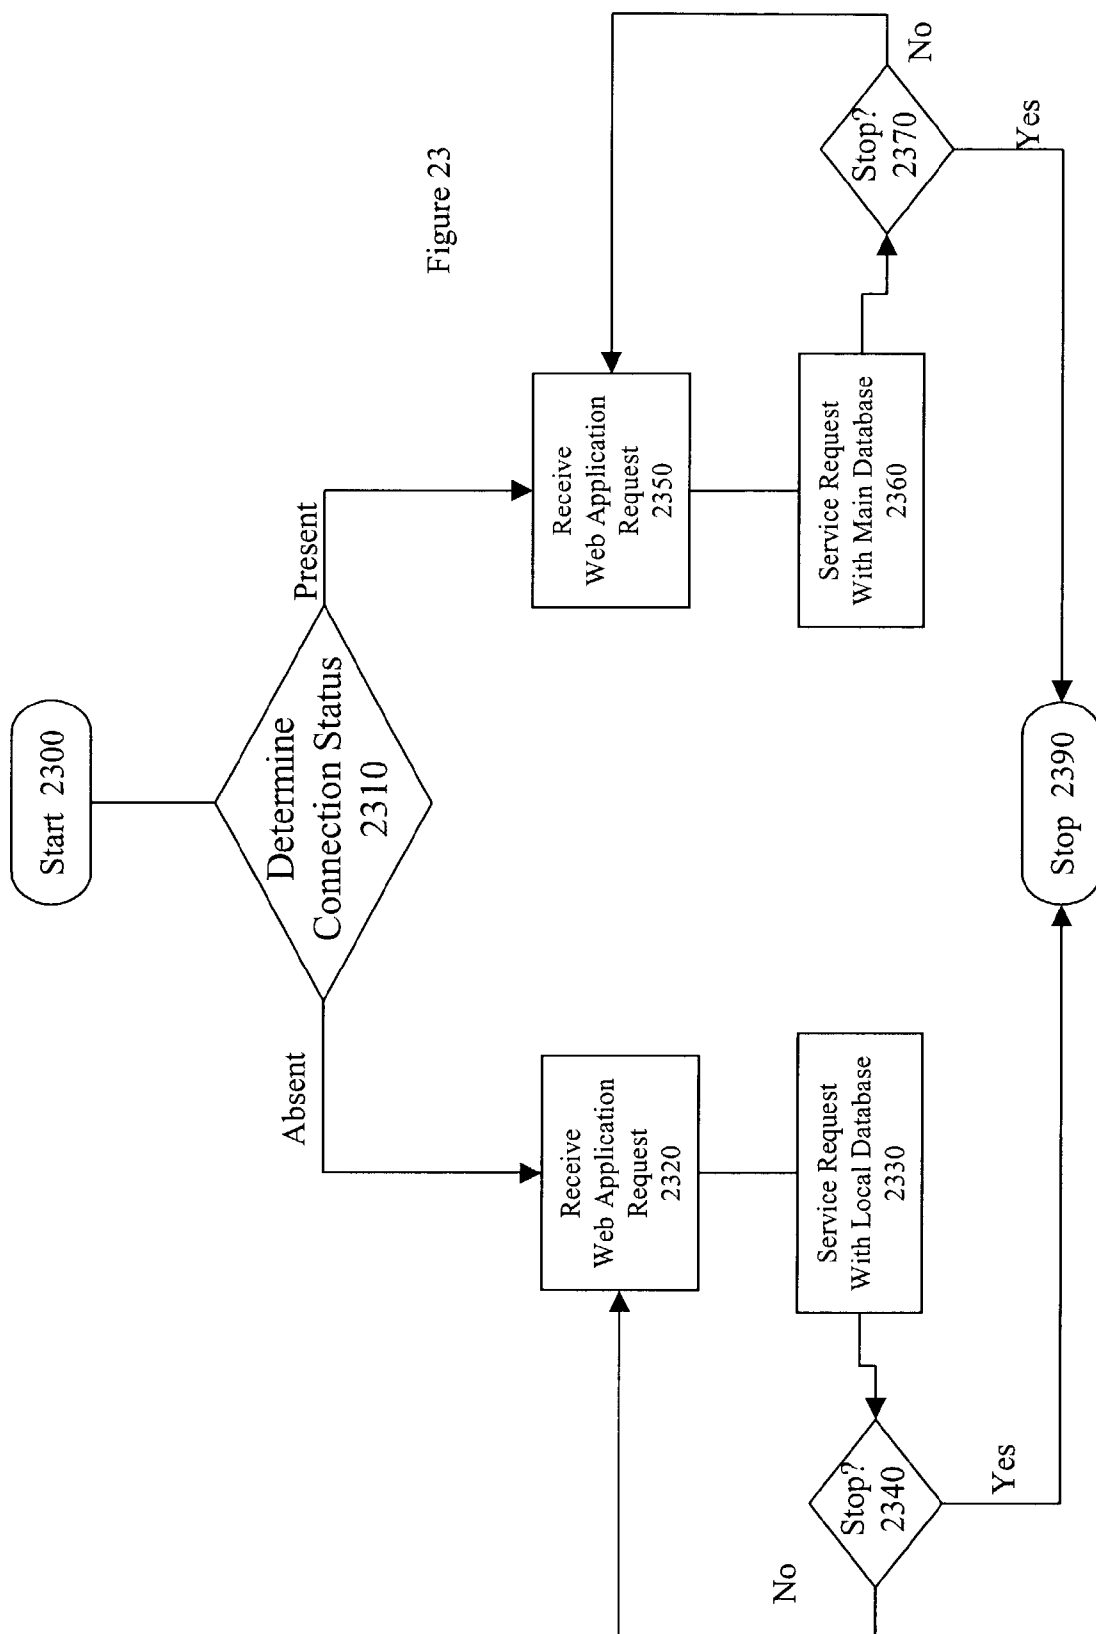 Start 2300
Determine
Connection Status
2310
Absent
Present
Figure 23
Receive
Web Application
Request
2320
Receive
Web Application
Request
2350
Service Request
With Local Database
2330
Service Request
With Main Database
2360
Stop?
2340
No
Yes
Stop?
2370
No
Yes
Stop 2390